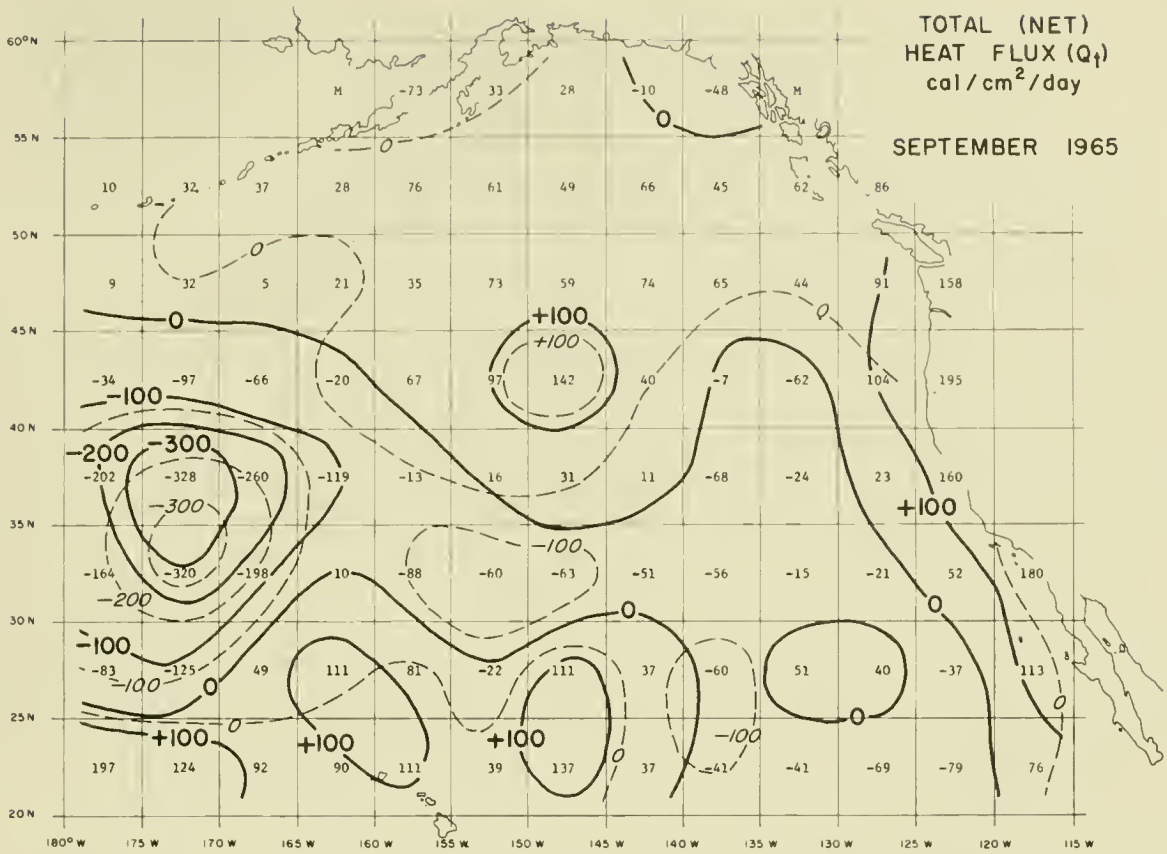 TOTAL (NET)
HEAT FLUX (Qt)
cal/cm²/day
SEPTEMBER 1965
60°N
M -73 33 28 -10 -48 M
0
55 N
0
10 32 37 28 76 61 49 66 45 62 86
50 N
0
9 32 5 21 35 73 59 74 65 44 91 158
0
+100
0
45 N
+100
-34 -97 -66 -20 67 97 142 40 -7 -62 104 195
-100
40 N
-200 -300
-202 -328 -260 -119 -13 16 31 11 -68 -24 23 160
-300
+100
35 N
-100
-164 -320 -198 10 -88 -60 -63 -51 -56 -15 -21 52 180
-200
0
30 N
0
-100
-83 -125 49 111 81 -22 111 37 -60 51 40 -37 113
-100 0
0
25 N
0
0
+100 0 +100 +100 0 -100
197 124 92 90 111 39 137 37 -41 -41 -69 -79 76
20 N
180°W 175 W 170 W 165 W 160 W 155 W 150 W 145 W 140 W 135 W 130 W 125 W 120 W 115 W